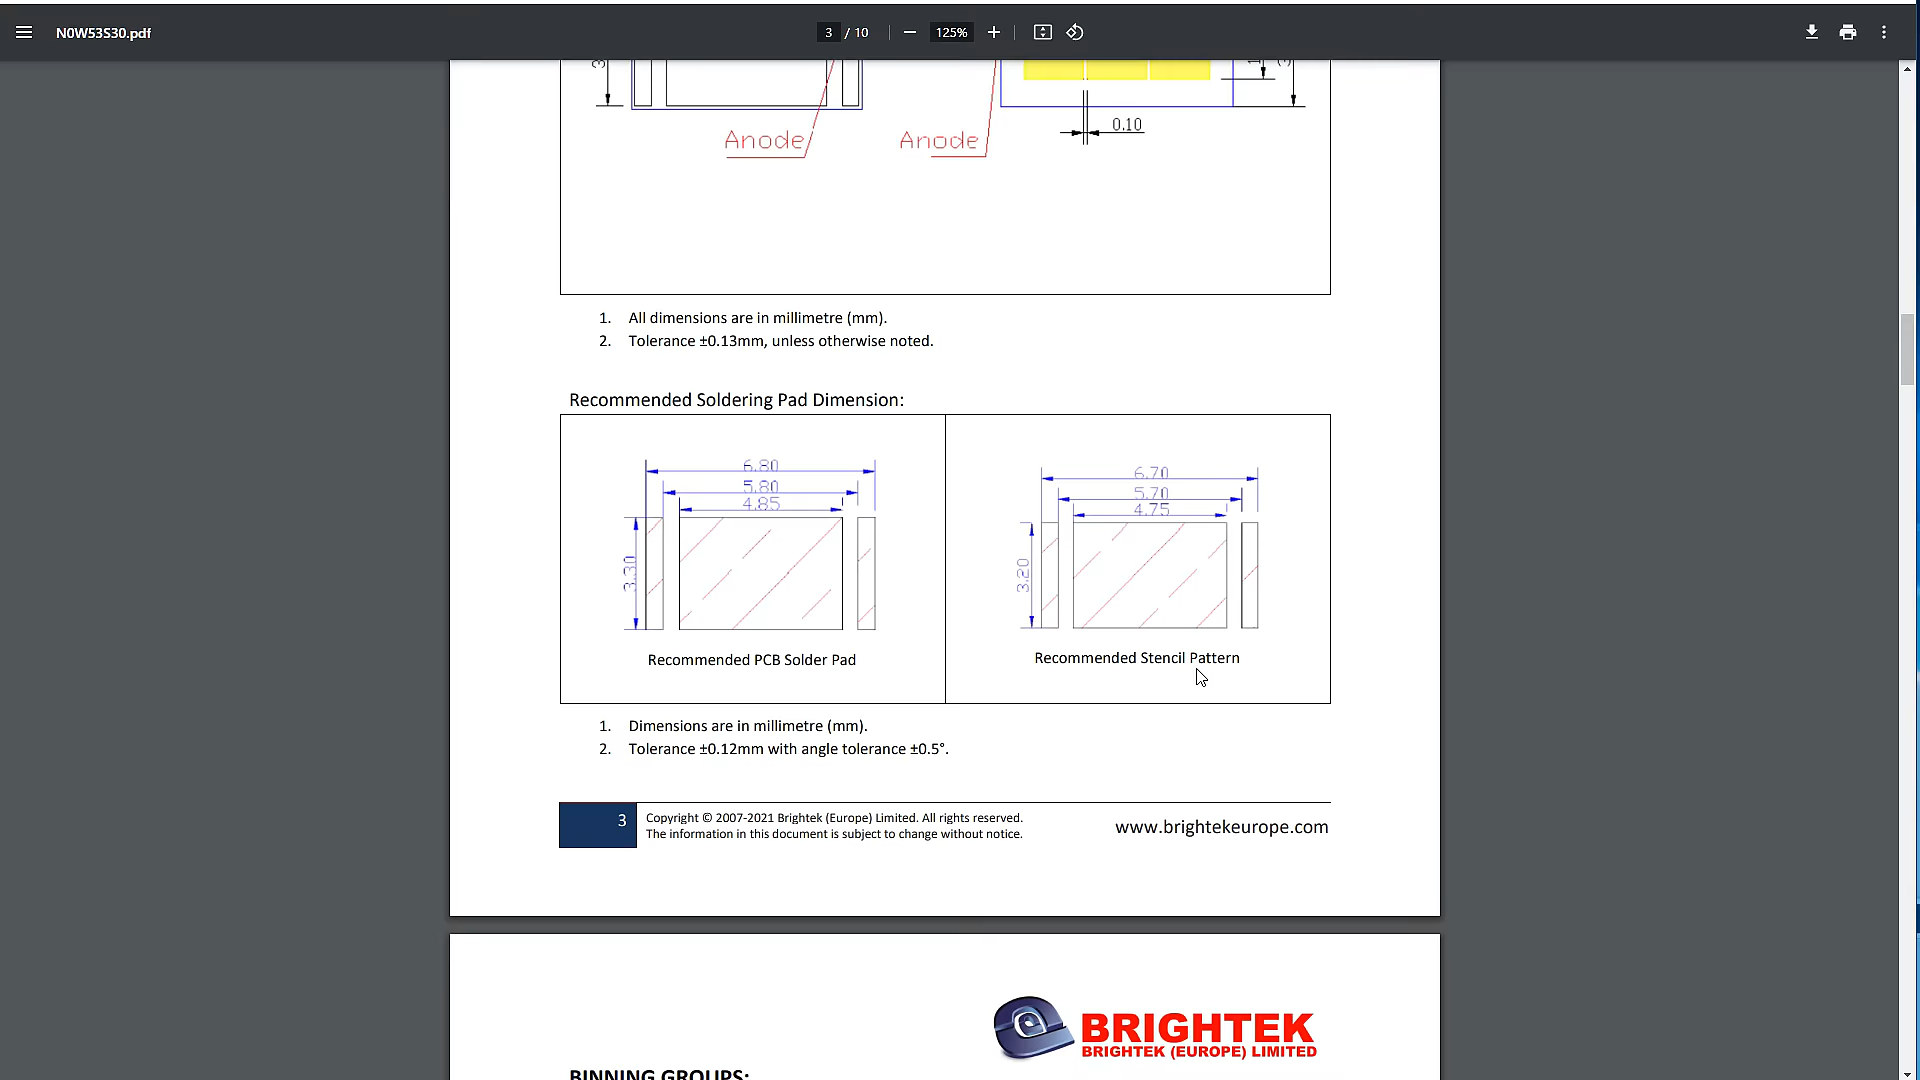 N0W53S30.pdf
3 / 10
125%
Anode
Anode
0.10
1. All dimensions are in millimetre (mm).
2. Tolerance ±0.13mm, unless otherwise noted.
Recommended Soldering Pad Dimension:
6.80
5.80
4.85
3.30
Recommended PCB Solder Pad
6.70
5.70
4.75
3.20
Recommended Stencil Pattern
1. Dimensions are in millimetre (mm).
2. Tolerance ±0.12mm with angle tolerance ±0.5°.
3
Copyright © 2007-2021 Brightek (Europe) Limited. All rights reserved.
The information in this document is subject to change without notice.
www.brightekeurope.com
BRIGHTEK
BRIGHTEK (EUROPE) LIMITED
BINNING GROUPS: